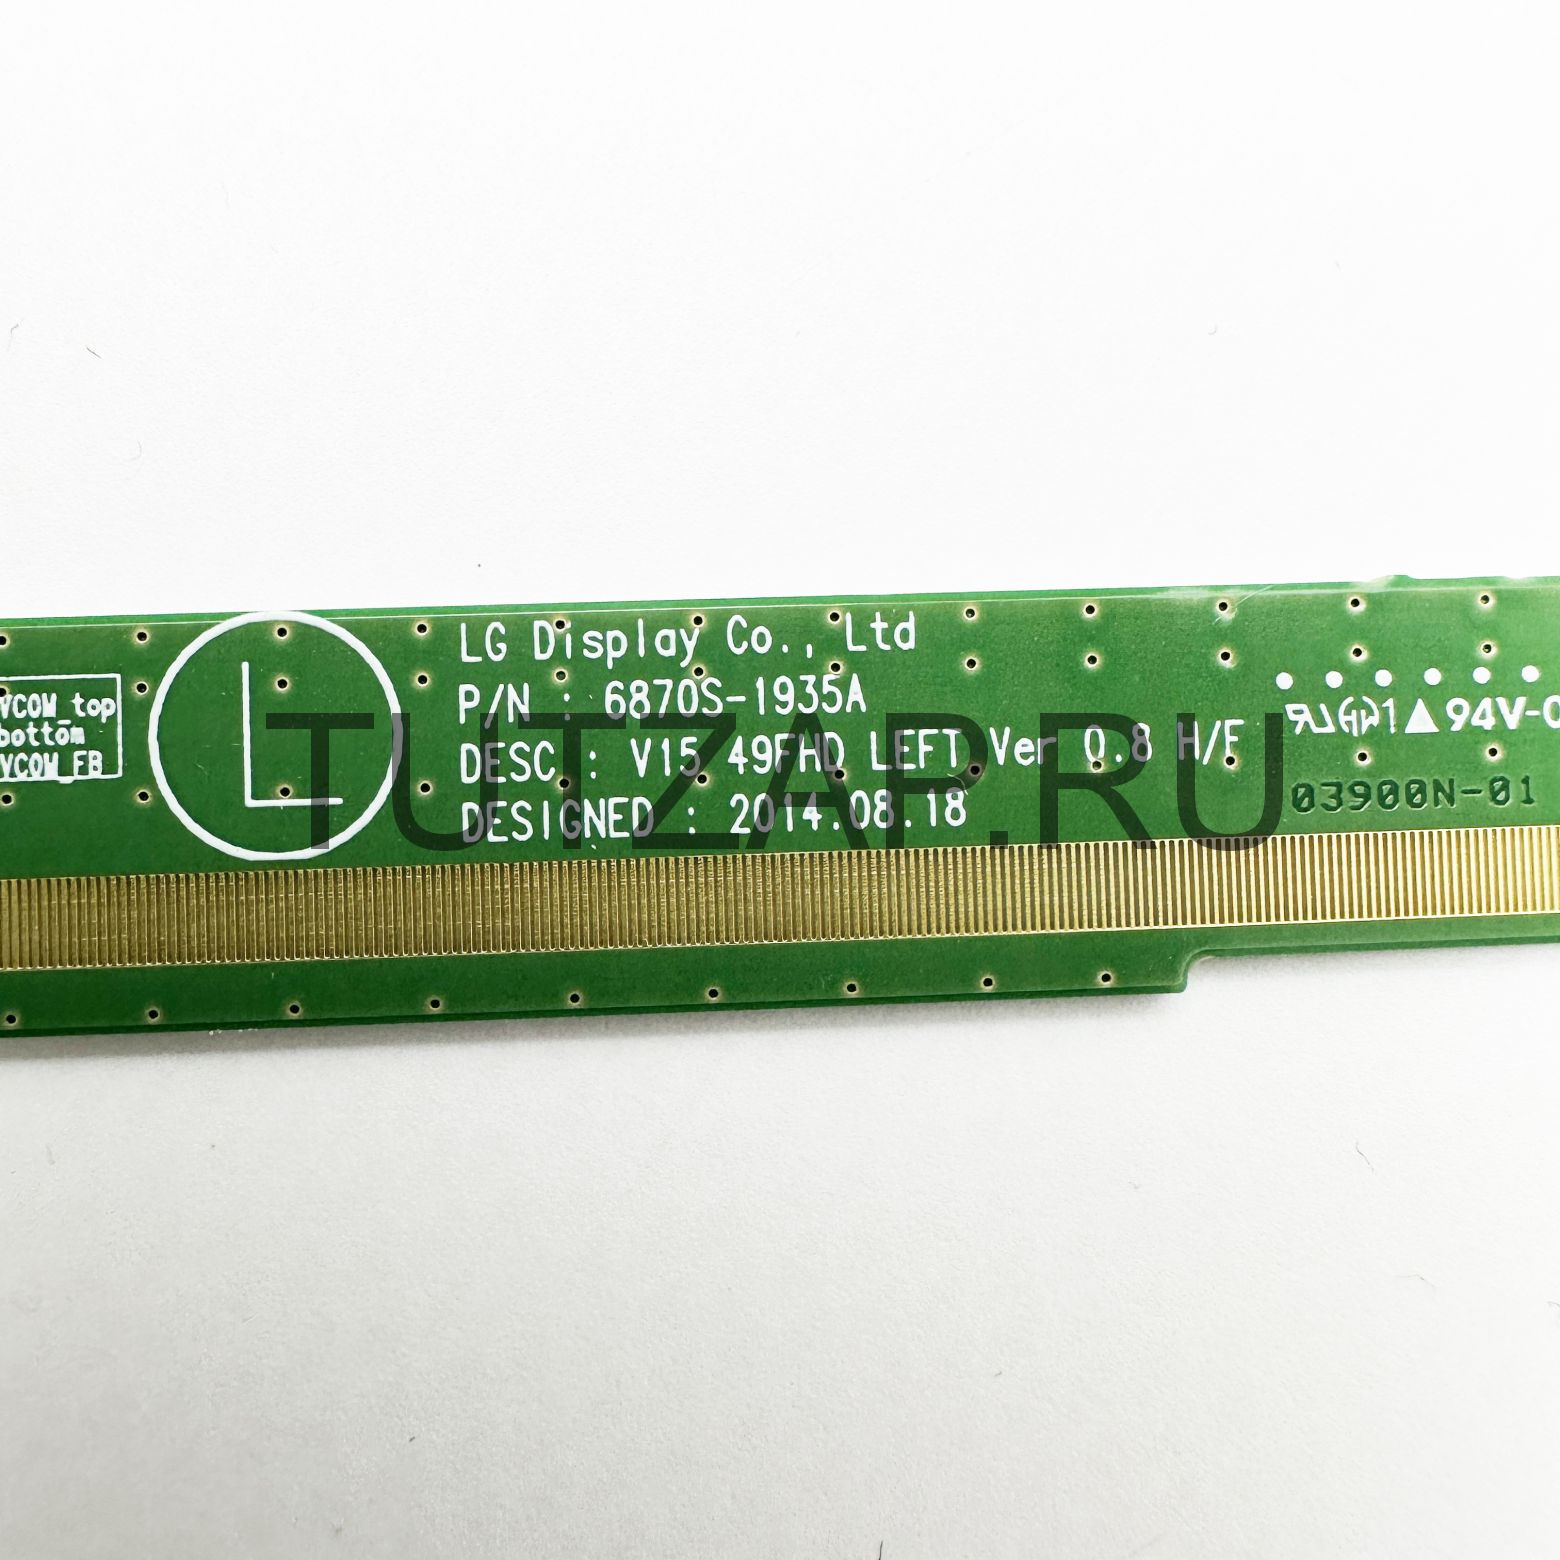 LG Display Co., Ltd
P/N : 6870S-1935A
DESC : V15 49FHD LEFT Ver 0.8 H/F
DESIGNED : 2014.08.18
VCOM_top
bottom
VCOM_FB
L
94V-0
03900N-01
TUTZAP.RU